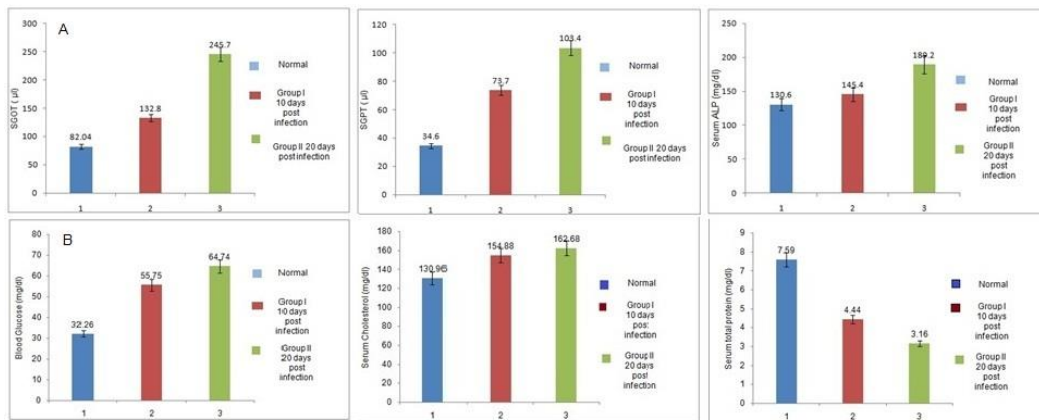 A
SGOT ( µl)
300
250
200
150
100
50
0
82.04
132.8
245.7
1
2
3
Normal
Group I
10 days
post
infection
Group II 20 days
post infection
SGPT ( µl)
120
100
80
60
40
20
0
34.6
73.7
103.4
1
2
3
Normal
Group I
10 days
post
infection
Group II 20 days
post infection
Serum ALP (mg/dl)
250
200
150
100
50
0
130.6
145.4
189.2
1
2
3
Normal
Group I
10 days
post
infection
Group II
20 days
post
infection
B
Blood Glucose (mg/dl)
80
70
60
50
40
30
20
10
0
32.26
55.75
64.74
1
2
3
Normal
Group I
10 days
post
infection
Group II
20 days
post
infection
Serum Cholesterol (mg/dl)
180
160
140
120
100
80
60
40
20
0
130.965
154.88
162.68
1
2
3
Normal
Group I
10 days
post
infection
Group II
20 days
post
infection
Serum total protein (mg/dl)
9
8
7
6
5
4
3
2
1
0
7.59
4.44
3.16
1
2
3
Normal
Group I
10 days
post
infection
Group II
20 days
post
infection